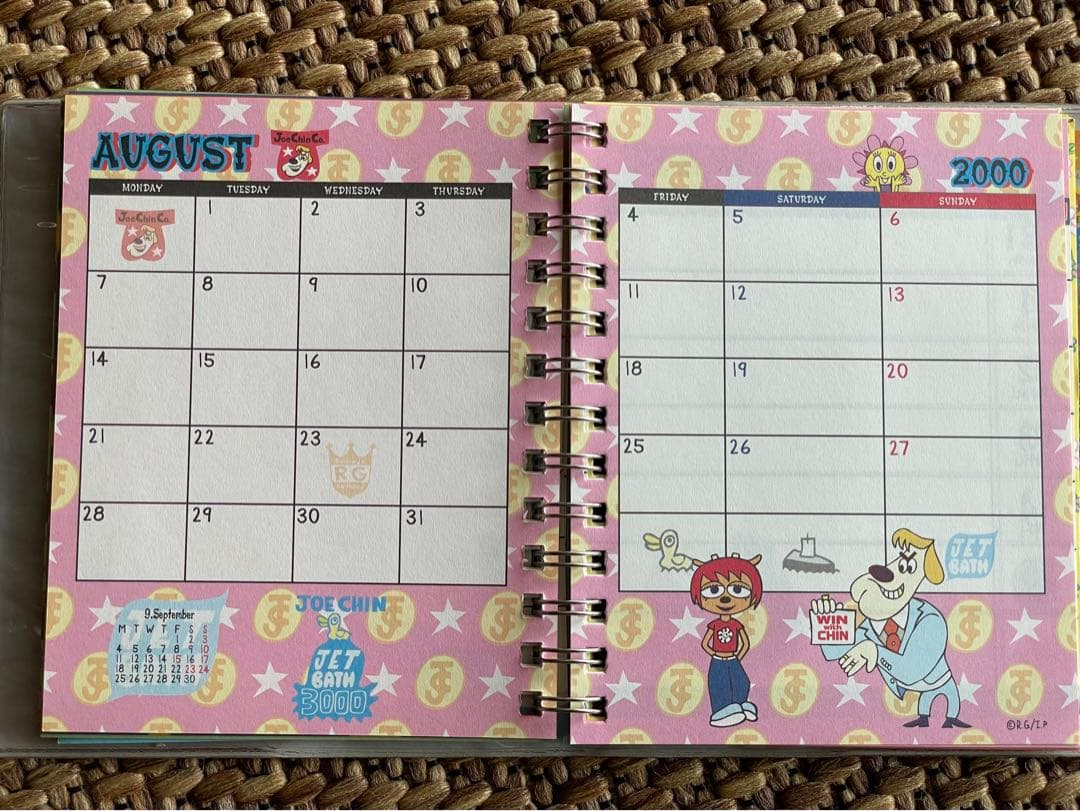 AUGUST
JoeChin Co.
MONDAY TUESDAY WEDNESDAY THURSDAY
JoeChin Co.
1 2 3
7 8 9 10
14 15 16 17
21 22 23 24
RG
28 29 30 31
9.September
M T W T F S S
1 2 3
4 5 6 7 8 9 10
11 12 13 14 15 16 17
18 19 20 21 22 23 24
25 26 27 28 29 30
JOE CHIN
JET
BATH
3000
2000
FRIDAY SATURDAY SUNDAY
4 5 6
11 12 13
18 19 20
25 26 27
JET
BATH
WIN
with
CHIN
©R.G/I.P